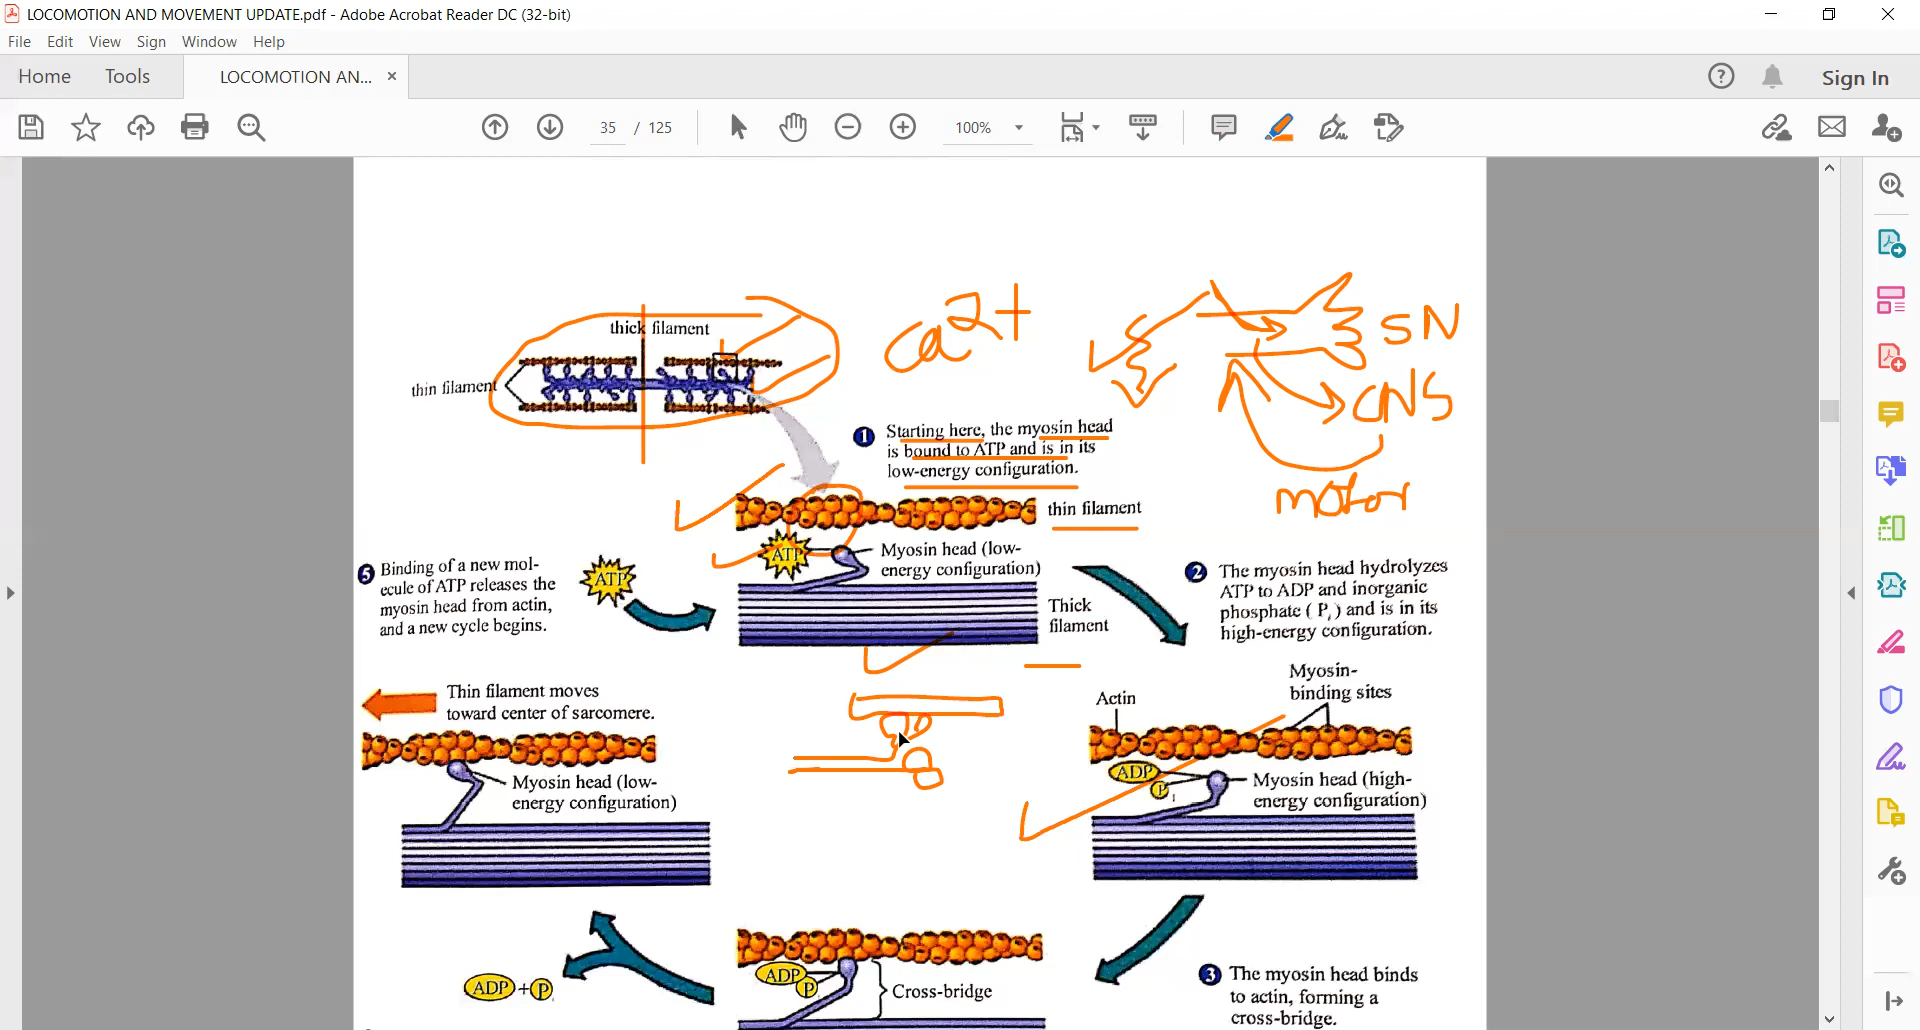 LOCOMOTION AND MOVEMENT UPDATE.pdf - Adobe Acrobat Reader DC (32-bit)
File Edit View Sign Window Help
Home Tools LOCOMOTION AN... × Sign In
35 / 125 100%
thick filament
thin filament
Ca2+
SN
CNS
motor
1 Starting here, the myosin head
is bound to ATP and is in its
low-energy configuration.
thin filament
ATP
Myosin head (low-
energy configuration)
Thick
filament
5 Binding of a new mol-
ecule of ATP releases the
myosin head from actin,
and a new cycle begins.
ATP
2 The myosin head hydrolyzes
ATP to ADP and inorganic
phosphate (Pi) and is in its
high-energy configuration.
Thin filament moves
toward center of sarcomere.
Myosin head (low-
energy configuration)
Actin
Myosin-
binding sites
ADP
Pi
Myosin head (high-
energy configuration)
ADP + Pi
ADP
P
Cross-bridge
3 The myosin head binds
to actin, forming a
cross-bridge.